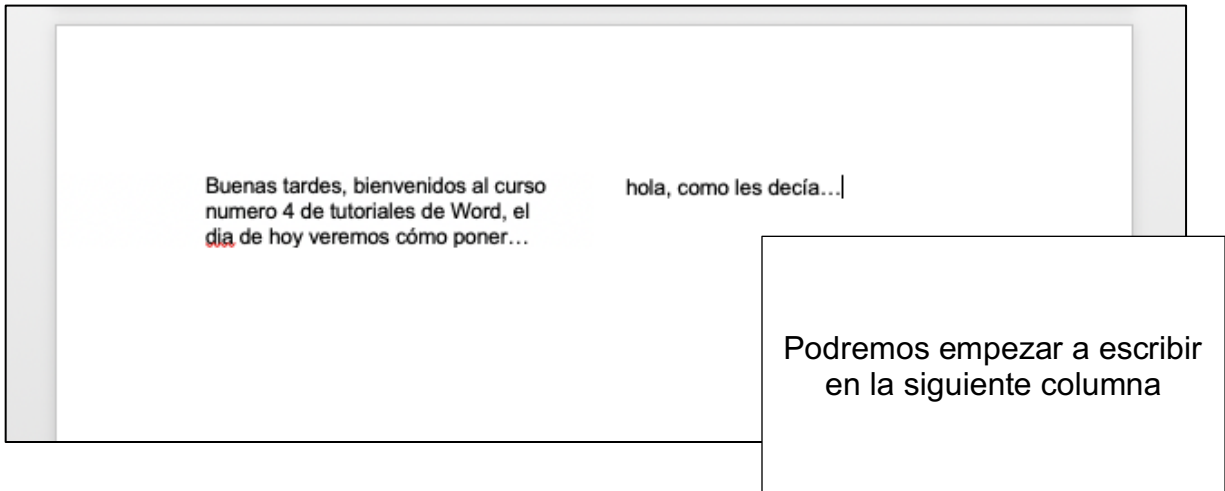 Buenas tardes, bienvenidos al curso
numero 4 de tutoriales de Word, el
dia de hoy veremos cómo poner…
hola, como les decía…
Podremos empezar a escribir
en la siguiente columna